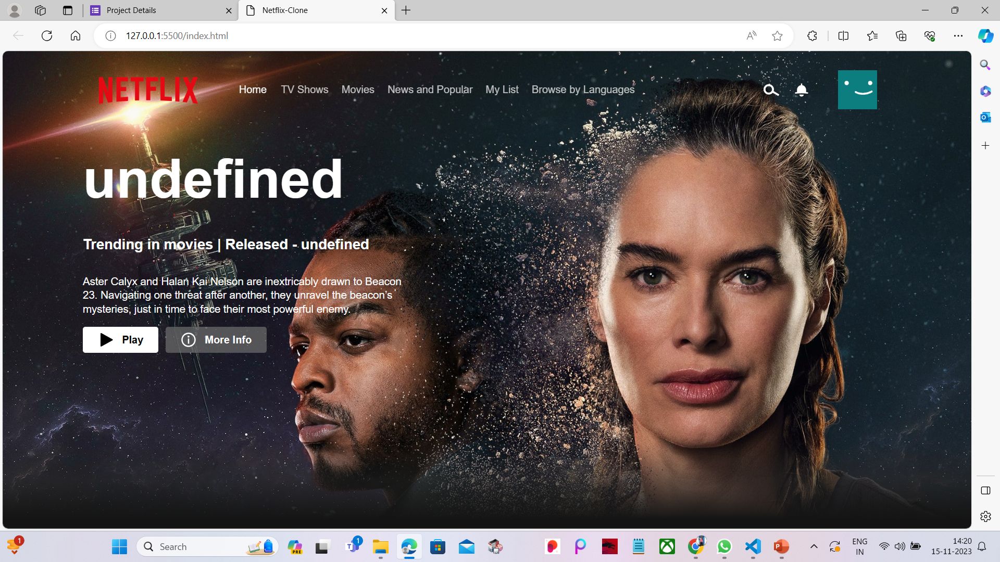 Project Details
Netflix-Clone
127.0.0.1:5500/index.html
NETFLIX
Home TV Shows Movies News and Popular My List Browse by Languages
undefined
Trending in movies | Released - undefined
Aster Calyx and Halan Kai Nelson are inextricably drawn to Beacon
23. Navigating one threat after another, they unravel the beacon’s
mysteries, just in time to face their most powerful enemy.
Play
More Info
1
Search
PRE
1
ENG
IN
14:20
15-11-2023